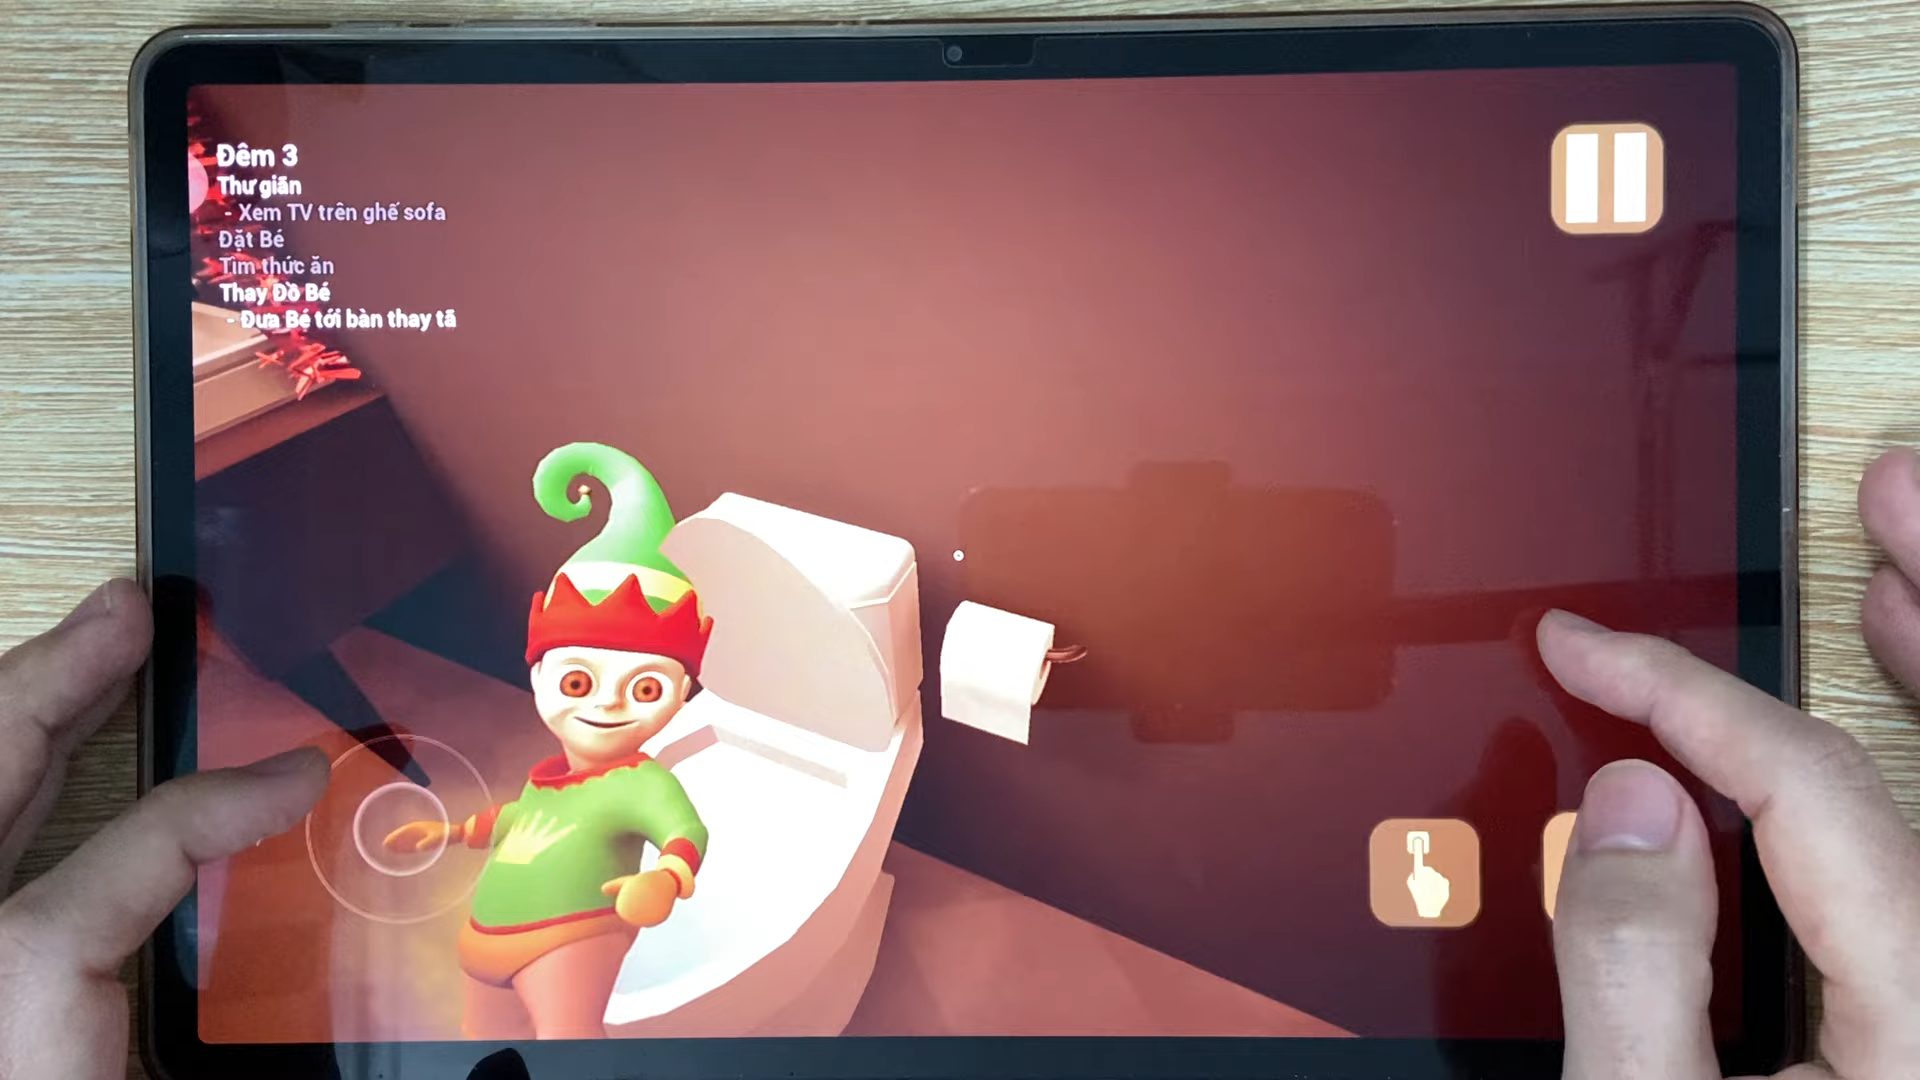 Đêm 3
Thư giãn
- Xem TV trên ghế sofa
Đặt Bé
Tìm thức ăn
Thay Đồ Bé
- Đưa Bé tới bàn thay tã